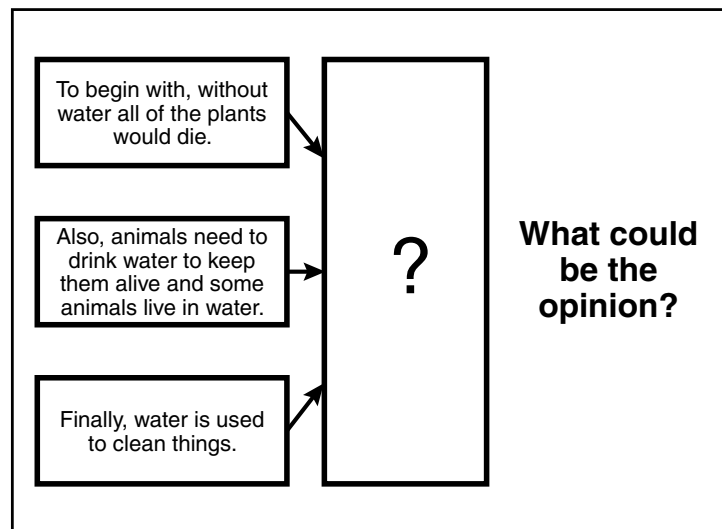 To begin with, without
water all of the plants
would die.
Also, animals need to
drink water to keep
them alive and some
animals live in water.
Finally, water is used
to clean things.
?
What could
be the
opinion?